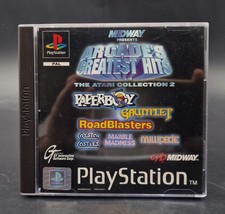 MIDWAY
PRESENTS
ARCADE'S
GREATEST HITS
THE ATARI COLLECTION 2
PAPERBOY
GAUNTLET
RoadBlasters
CRYSTAL
CASTLES
MARBLE
MADNESS
millipede
GT
MIDWAY
PAL
PlayStation